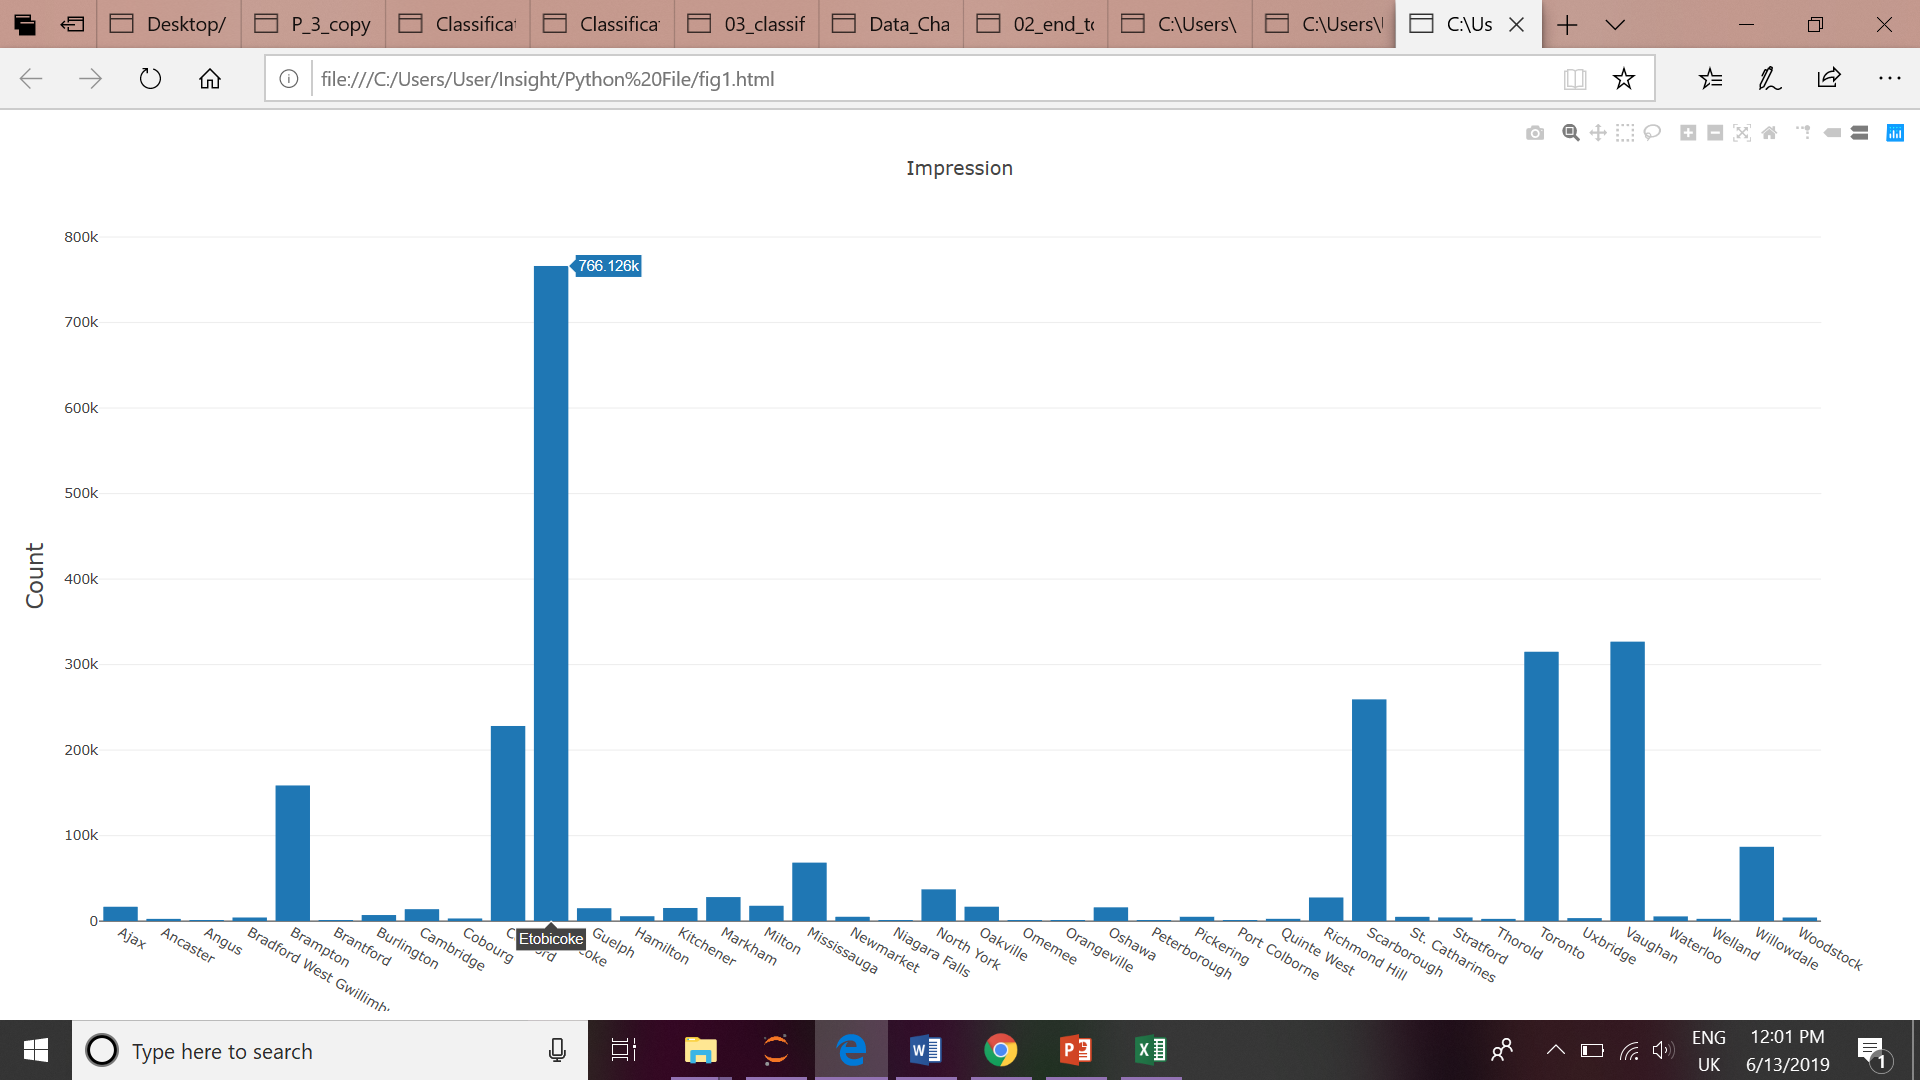 Desktop/
P_3_copy
Classificat
Classificat
03_classif
Data_Cha
02_end_to
C:\Users\
C:\Users\
C:\Us
file:///C:/Users/User/Insight/Python%20File/fig1.html
Impression
800k
766.126k
700k
600k
500k
400k
300k
200k
100k
0
Count
Ajax
Ancaster
Angus
Bradford West Gwillimb
Brampton
Brantford
Burlington
Cambridge
Cobourg
Etobicoke
Guelph
Hamilton
Kitchener
Markham
Milton
Mississauga
Newmarket
Niagara Falls
North York
Oakville
Omemee
Orangeville
Oshawa
Peterborough
Pickering
Port Colborne
Quinte West
Richmond Hill
Scarborough
St. Catharines
Stratford
Thorold
Toronto
Uxbridge
Vaughan
Waterloo
Welland
Willowdale
Woodstock
Type here to search
ENG
UK
12:01 PM
6/13/2019
1